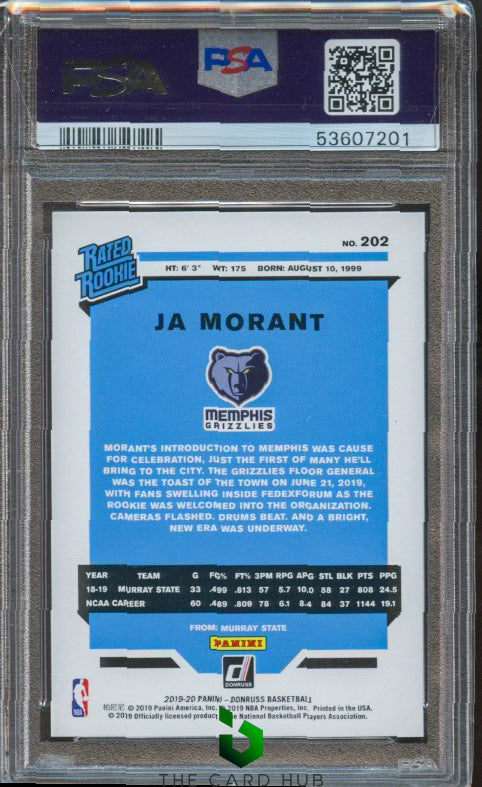 PSA
PSA
53607201
NO. 202
RATED
ROOKIE
HT: 6' 3" WT: 175 BORN: AUGUST 10, 1999
JA MORANT
MEMPHIS
GRIZZLIES
MORANT'S INTRODUCTION TO MEMPHIS WAS CAUSE
FOR CELEBRATION, JUST THE FIRST OF MANY HE'LL
BRING TO THE CITY. THE GRIZZLIES FLOOR GENERAL
WAS THE TOAST OF THE TOWN ON JUNE 21, 2019,
WITH FANS SWELLING INSIDE FEDEXFORUM AS THE
ROOKIE WAS WELCOMED INTO THE ORGANIZATION.
CAMERAS FLASHED. DRUMS BEAT. AND A BRIGHT,
NEW ERA WAS UNDERWAY.
YEAR TEAM G FG% FT% 3PM RPG APG STL BLK PTS PPG
18-19 MURRAY STATE 33 .499 .813 57 5.7 10.0 58 27 808 24.5
NCAA CAREER 60 .489 .809 78 6.1 8.4 84 37 1144 19.1
FROM: MURRAY STATE
PANINI
d
DONRUSS
2019-20 PANINI – DONRUSS BASKETBALL
NBA
帕尼尼 © 2019 Panini America, Inc. © 2019 NBA Properties, Inc. Printed in the USA.
© 2019 Officially licensed product of the National Basketball Players Association.
THE CARD HUB
CSA